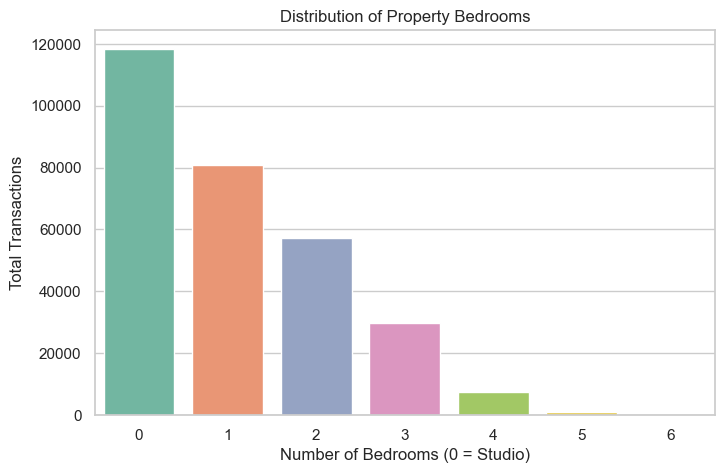 Distribution of Property Bedrooms
120000
100000
80000
60000
40000
20000
0
Total Transactions
0 1 2 3 4 5 6
Number of Bedrooms (0 = Studio)